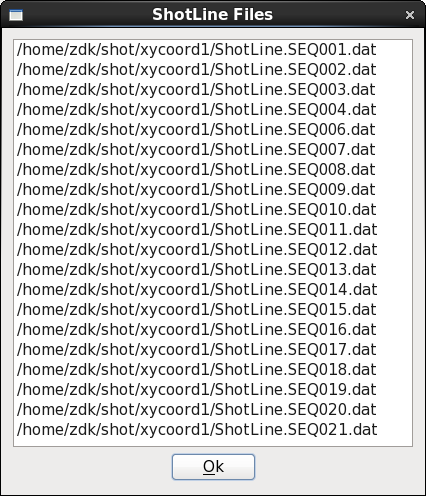 ShotLine Files
/home/zdk/shot/xycoord1/ShotLine.SEQ001.dat
/home/zdk/shot/xycoord1/ShotLine.SEQ002.dat
/home/zdk/shot/xycoord1/ShotLine.SEQ003.dat
/home/zdk/shot/xycoord1/ShotLine.SEQ004.dat
/home/zdk/shot/xycoord1/ShotLine.SEQ006.dat
/home/zdk/shot/xycoord1/ShotLine.SEQ007.dat
/home/zdk/shot/xycoord1/ShotLine.SEQ008.dat
/home/zdk/shot/xycoord1/ShotLine.SEQ009.dat
/home/zdk/shot/xycoord1/ShotLine.SEQ010.dat
/home/zdk/shot/xycoord1/ShotLine.SEQ011.dat
/home/zdk/shot/xycoord1/ShotLine.SEQ012.dat
/home/zdk/shot/xycoord1/ShotLine.SEQ013.dat
/home/zdk/shot/xycoord1/ShotLine.SEQ014.dat
/home/zdk/shot/xycoord1/ShotLine.SEQ015.dat
/home/zdk/shot/xycoord1/ShotLine.SEQ016.dat
/home/zdk/shot/xycoord1/ShotLine.SEQ017.dat
/home/zdk/shot/xycoord1/ShotLine.SEQ018.dat
/home/zdk/shot/xycoord1/ShotLine.SEQ019.dat
/home/zdk/shot/xycoord1/ShotLine.SEQ020.dat
/home/zdk/shot/xycoord1/ShotLine.SEQ021.dat
Ok